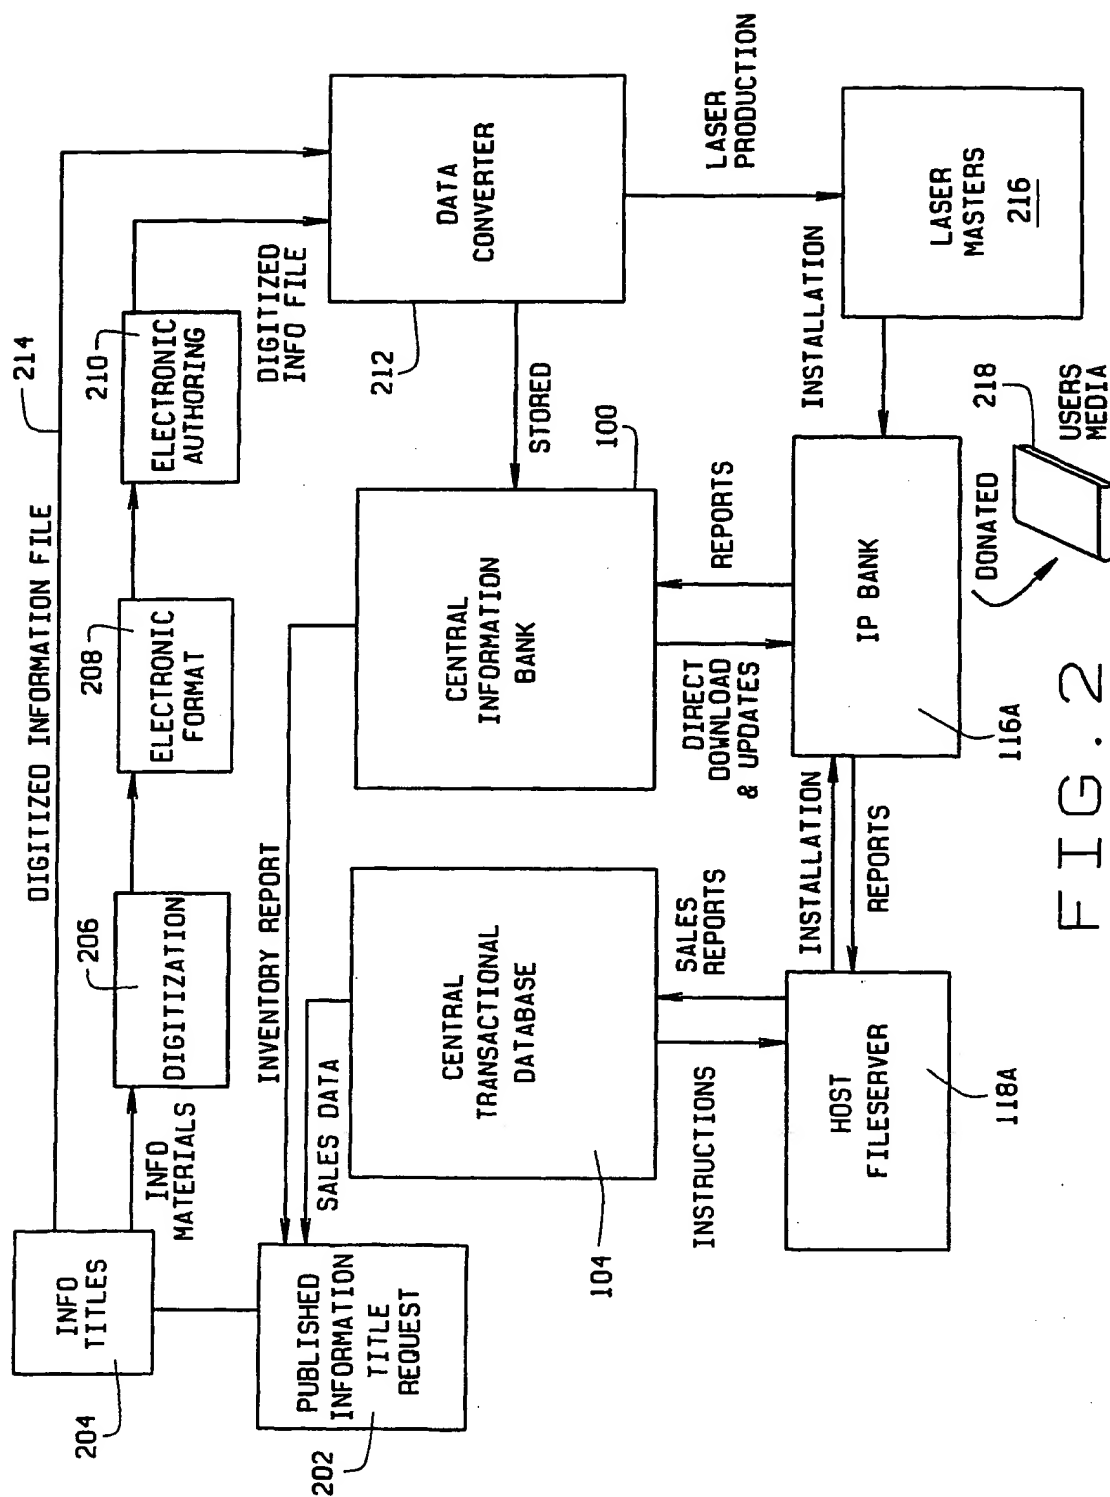 DIGITIZED INFORMATION FILE
214
INFO
TITLES
204
INFO
MATERIALS
206
DIGITIZATION
208
ELECTRONIC
FORMAT
210
ELECTRONIC
AUTHORING
DIGITIZED
INFO FILE
PUBLISHED
INFORMATION
TITLE
REQUEST
202
INVENTORY REPORT
SALES DATA
CENTRAL
TRANSACTIONAL
DATABASE
104
CENTRAL
INFORMATION
BANK
100
STORED
DATA
CONVERTER
212
INSTRUCTIONS
SALES
REPORTS
DIRECT
DOWNLOAD
& UPDATES
REPORTS
LASER
PRODUCTION
HOST
FILESERVER
118A
INSTALLATION
REPORTS
IP BANK
116A
INSTALLATION
LASER
MASTERS
216
DONATED
218
USERS
MEDIA
FIG. 2